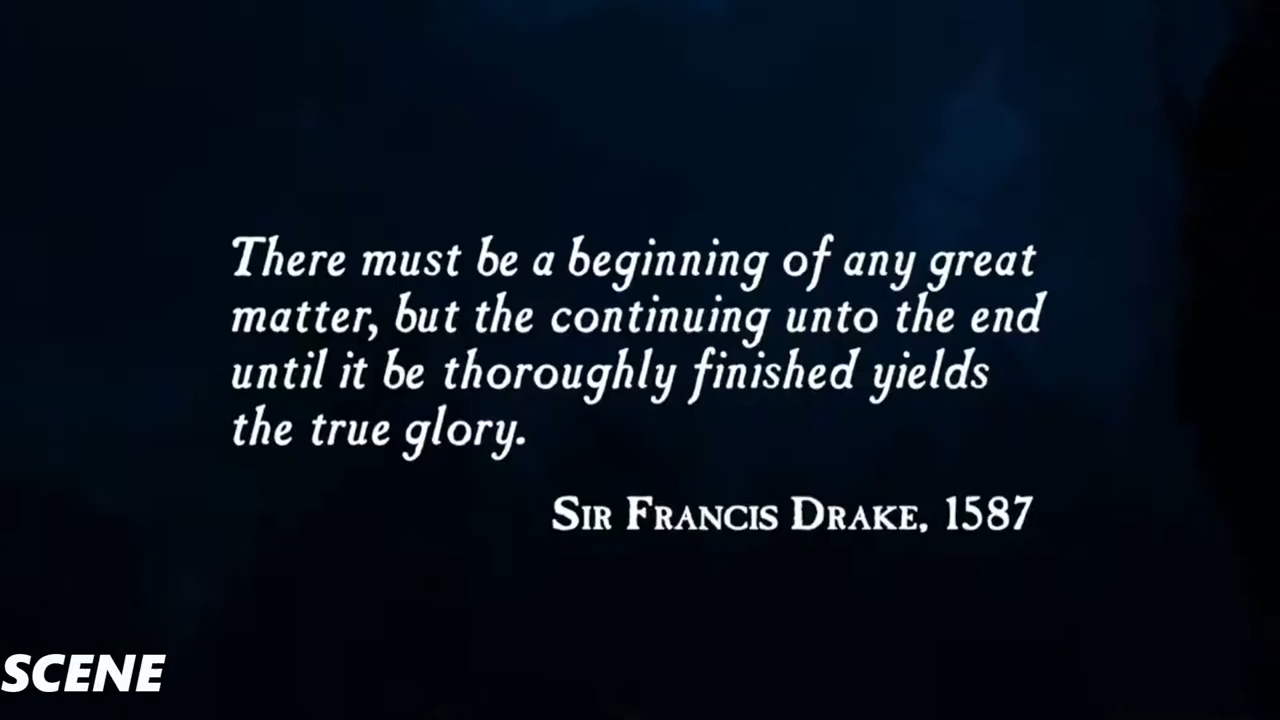 There must be a beginning of any great
matter, but the continuing unto the end
until it be thoroughly finished yields
the true glory.
SIR FRANCIS DRAKE, 1587
SCENE